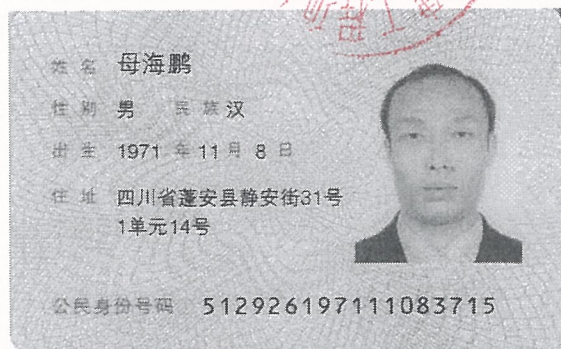 姓名 母海鹏
性别 男 民族 汉
出生 1971 年 11 月 8 日
住址 四川省蓬安县静安街31号
1单元14号
公民身份号码 512926197111083715